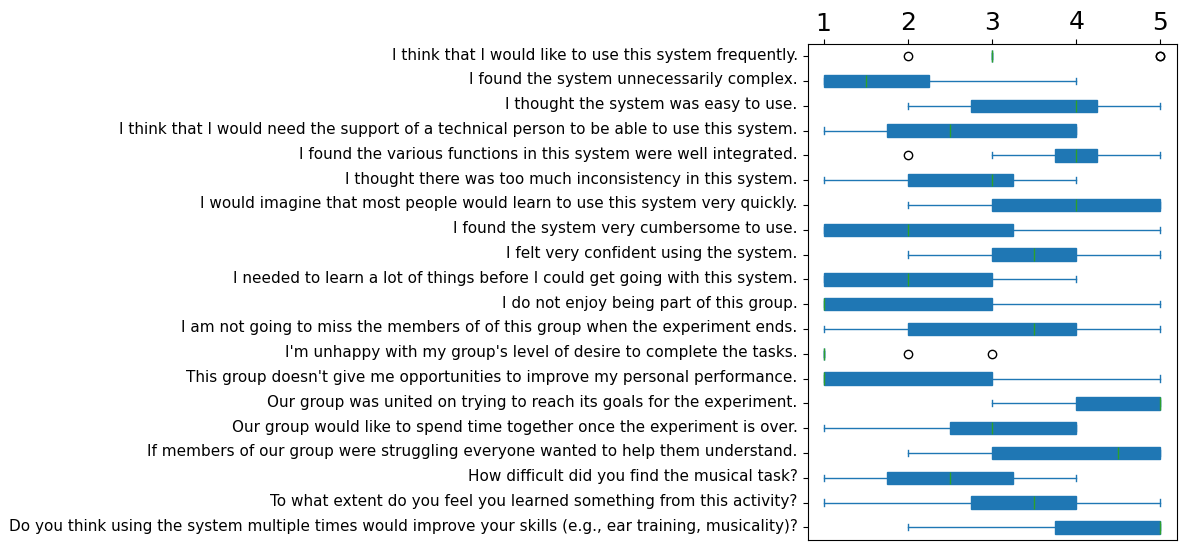 1 2 3 4 5
I think that I would like to use this system frequently.
I found the system unnecessarily complex.
I thought the system was easy to use.
I think that I would need the support of a technical person to be able to use this system.
I found the various functions in this system were well integrated.
I thought there was too much inconsistency in this system.
I would imagine that most people would learn to use this system very quickly.
I found the system very cumbersome to use.
I felt very confident using the system.
I needed to learn a lot of things before I could get going with this system.
I do not enjoy being part of this group.
I am not going to miss the members of of this group when the experiment ends.
I'm unhappy with my group's level of desire to complete the tasks.
This group doesn't give me opportunities to improve my personal performance.
Our group was united on trying to reach its goals for the experiment.
Our group would like to spend time together once the experiment is over.
If members of our group were struggling everyone wanted to help them understand.
How difficult did you find the musical task?
To what extent do you feel you learned something from this activity?
Do you think using the system multiple times would improve your skills (e.g., ear training, musicality)?